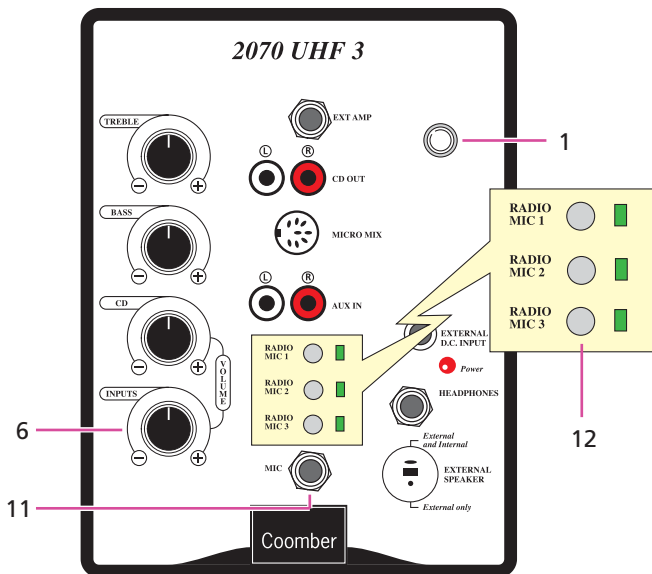 2070 UHF 3
TREBLE
EXT AMP
1
L
R
CD OUT
BASS
MICRO MIX
RADIO
MIC 1
RADIO
MIC 2
RADIO
MIC 3
CD
L
R
AUX IN
VOLUME
EXTERNAL
D.C. INPUT
RADIO
MIC 1
RADIO
MIC 2
RADIO
MIC 3
Power
INPUTS
HEADPHONES
6
12
External
and Internal
MIC
EXTERNAL
SPEAKER
11
External only
Coomber